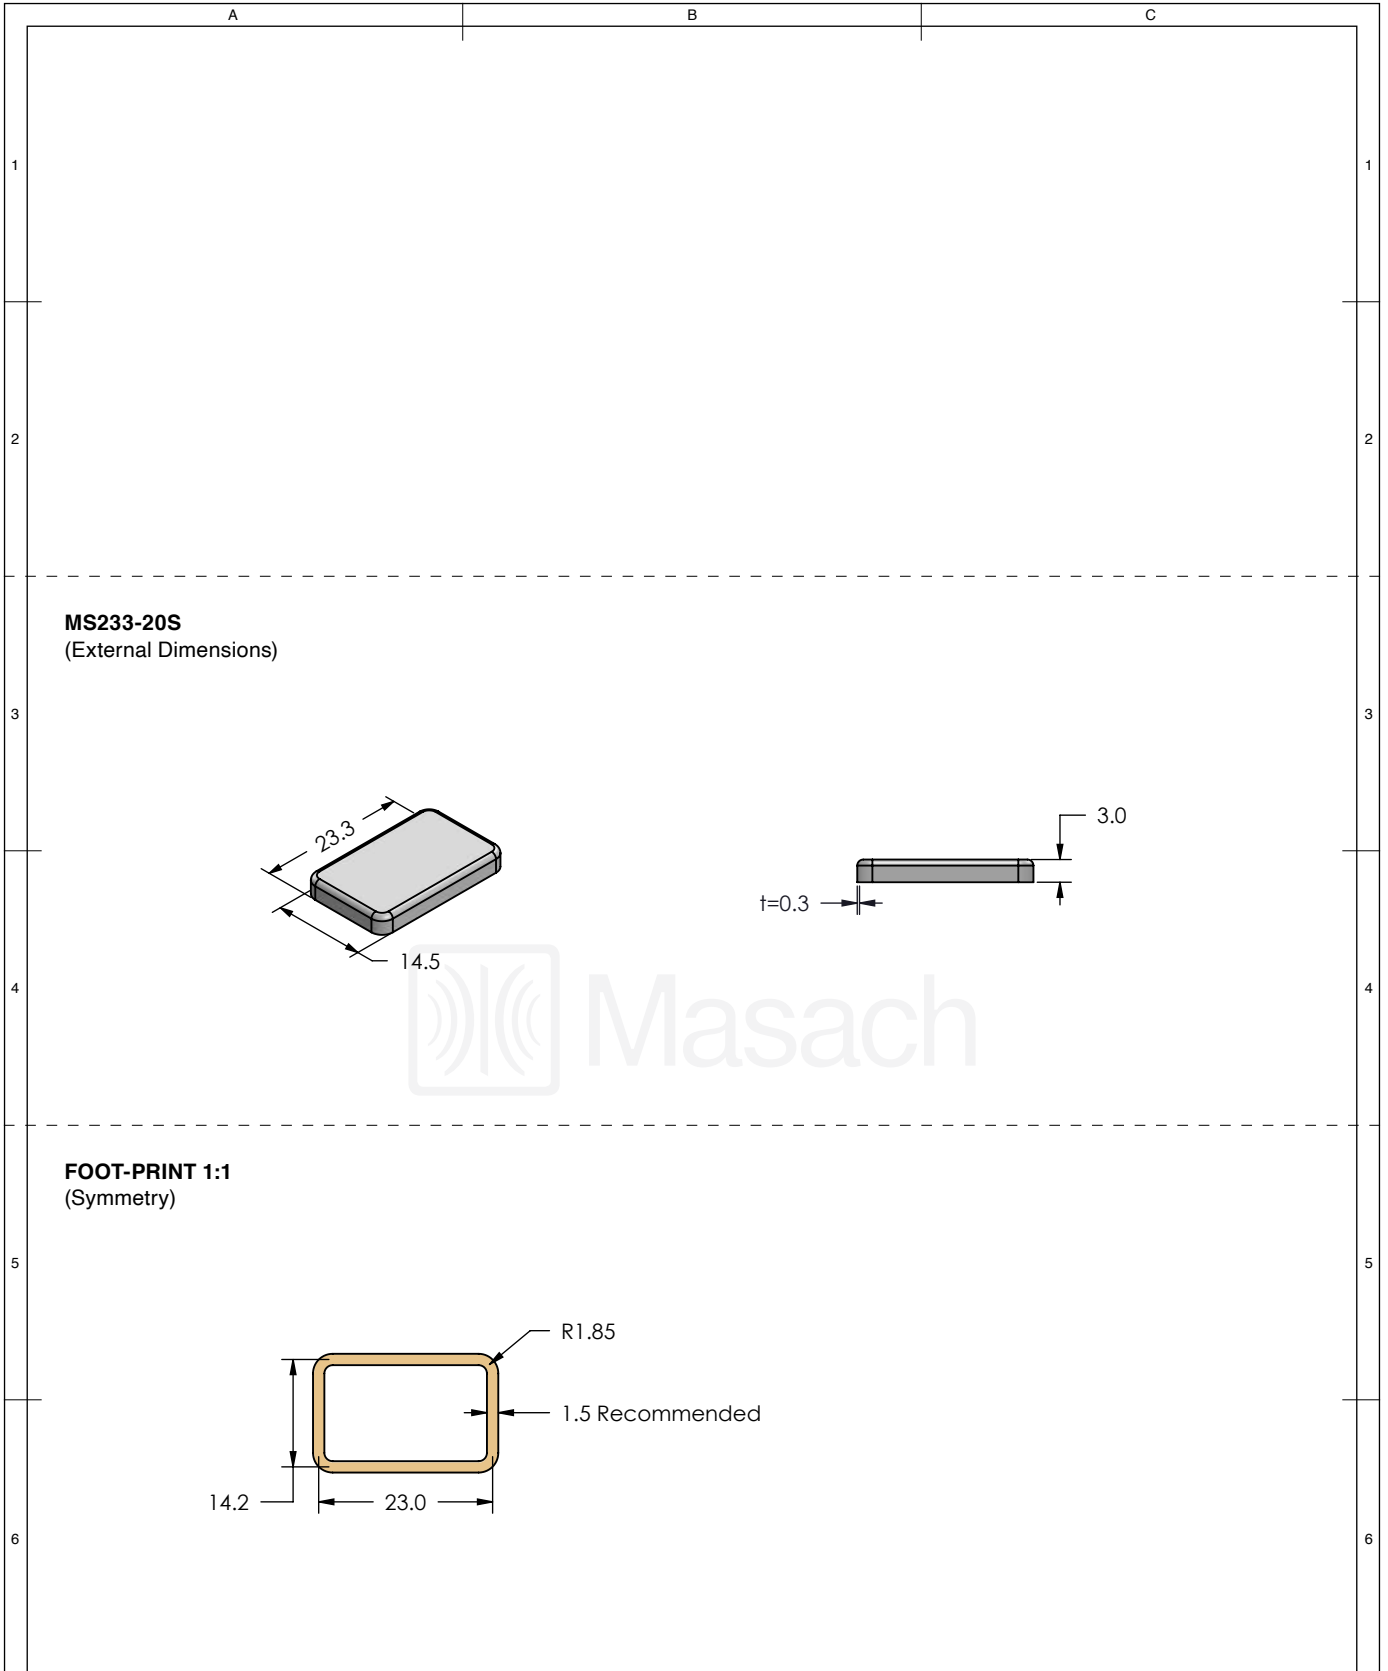 A B C
1 1
2 2
MS233-20S
(External Dimensions)
3 3
23.3
3.0
t=0.3
14.5
4 4
Masach
FOOT-PRINT 1:1
(Symmetry)
5 5
R1.85
1.5 Recommended
14.2 23.0
6 6